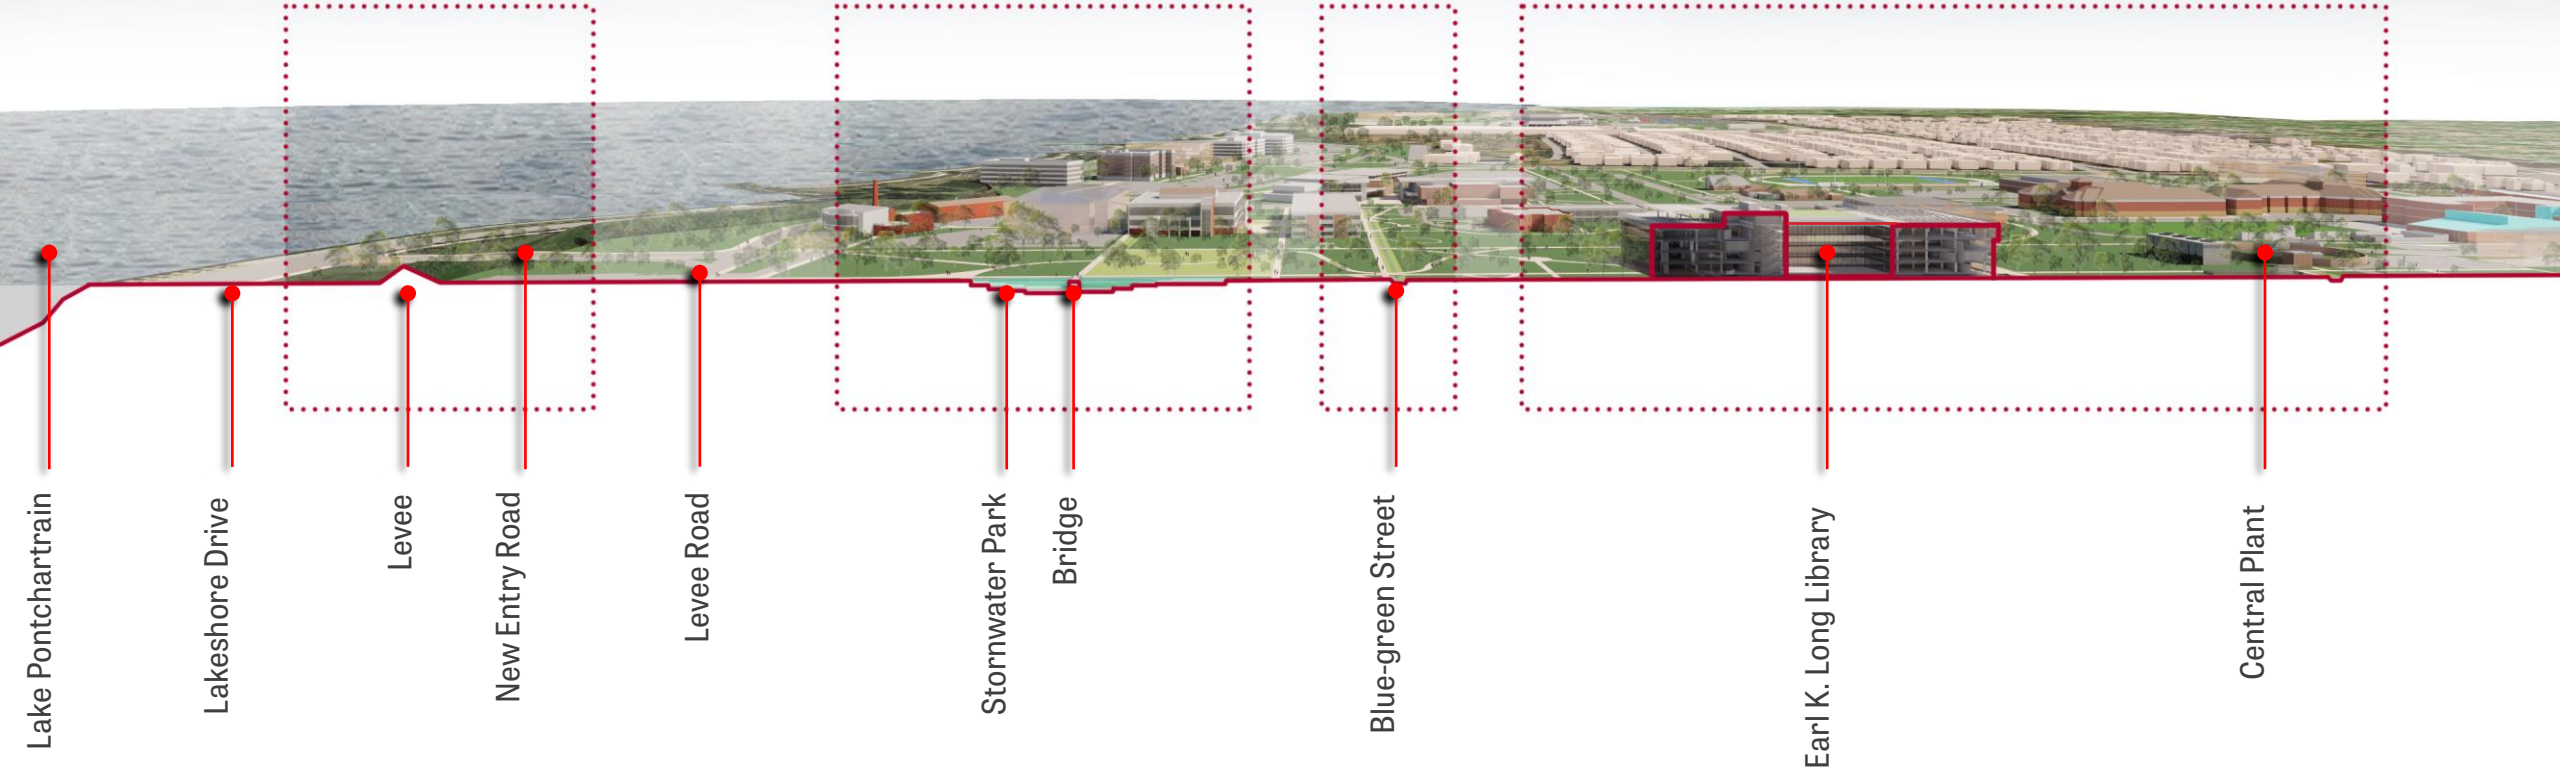 Lake Pontchartrain
Lakeshore Drive
Levee
New Entry Road
Levee Road
Stornwater Park
Bridge
Blue-green Street
Earl K. Long Library
Central Plant